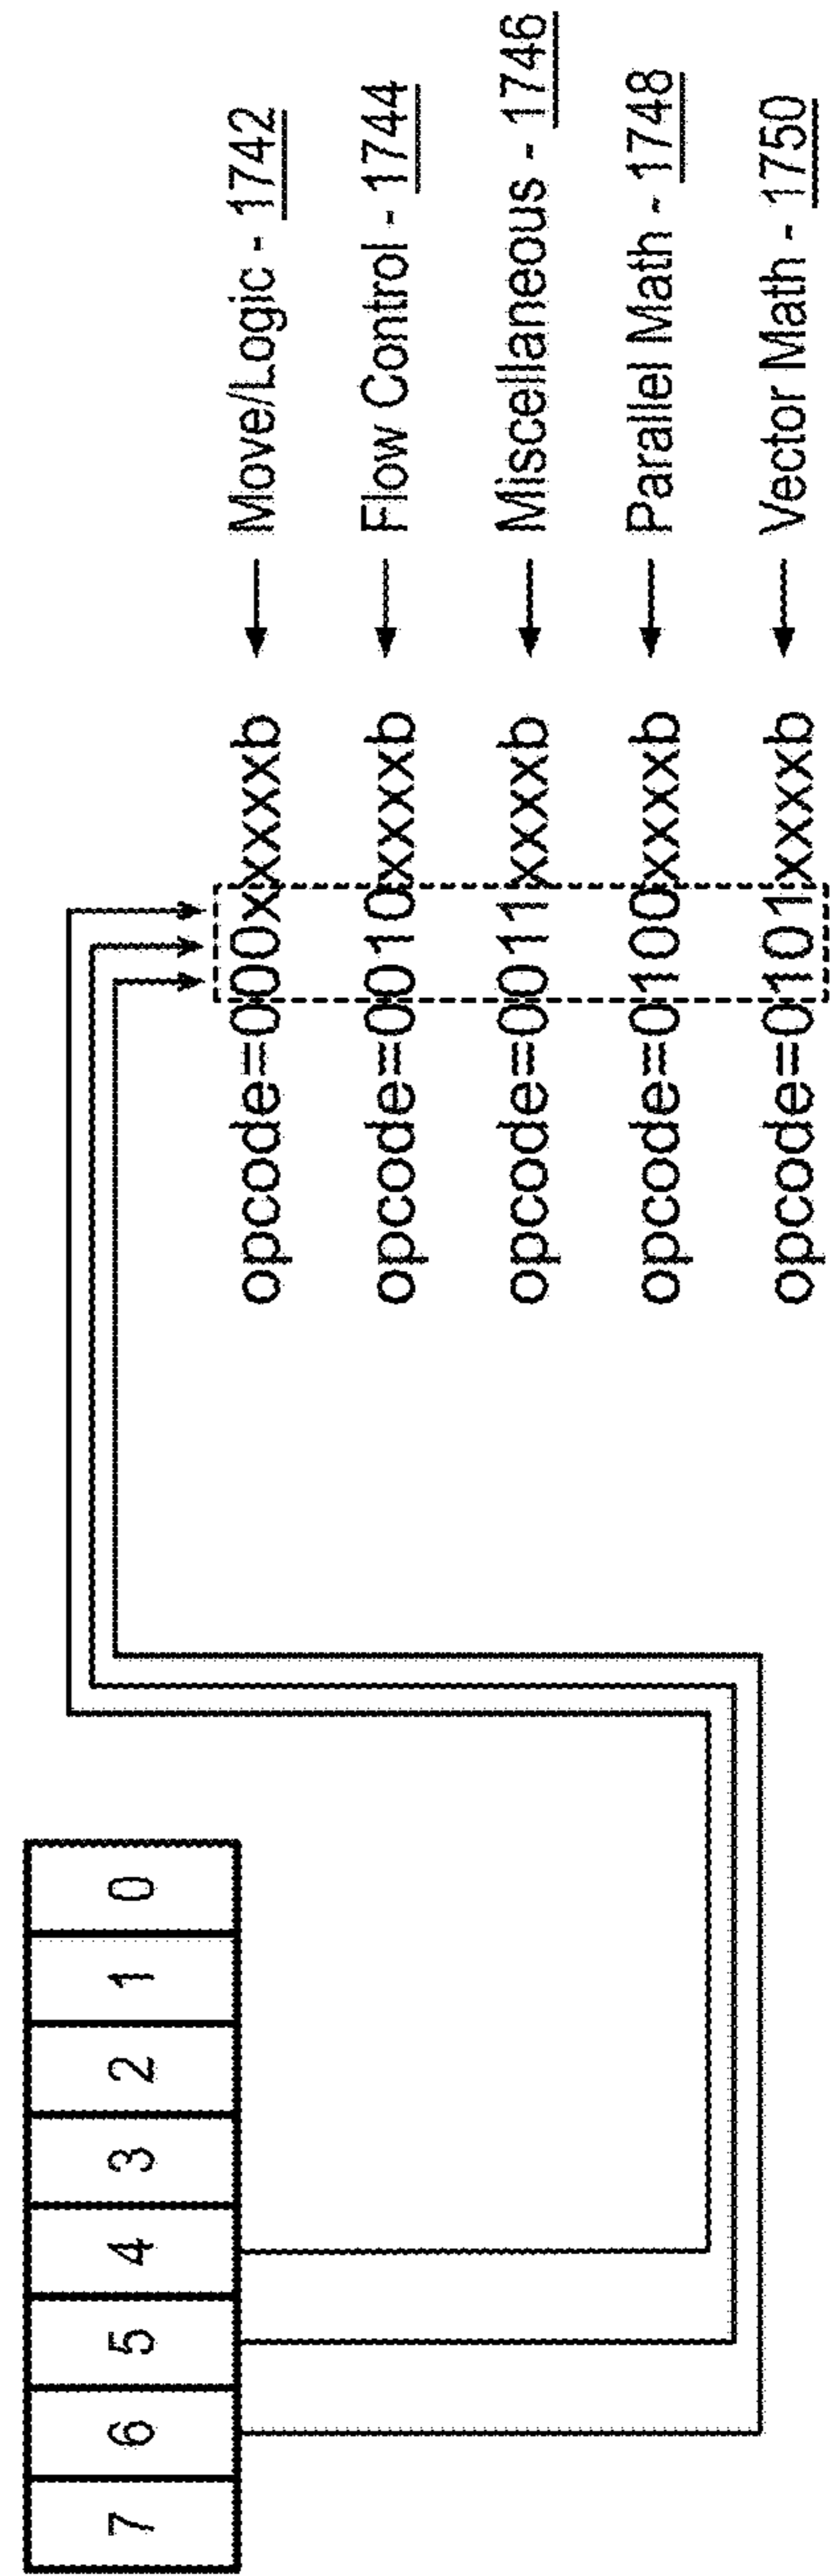 7 6 5 4 3 2 1 0
opcode=000xxxxxb Move/Logic - 1742
opcode=0010xxxxb Flow Control - 1744
opcode=0011xxxxb Miscellaneous - 1746
opcode=0100xxxxb Parallel Math - 1748
opcode=0101xxxxb Vector Math - 1750